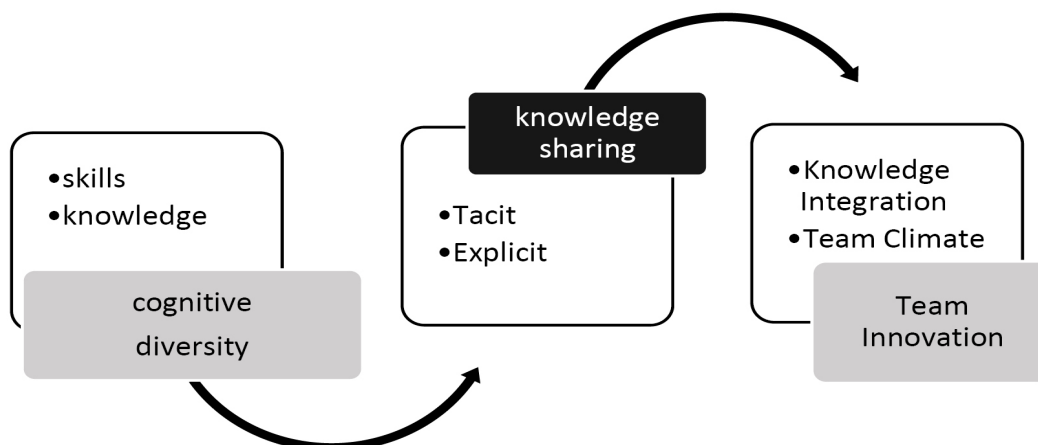 •skills
•knowledge
cognitive
diversity
knowledge
sharing
•Tacit
•Explicit
•Knowledge
Integration
•Team Climate
Team
Innovation